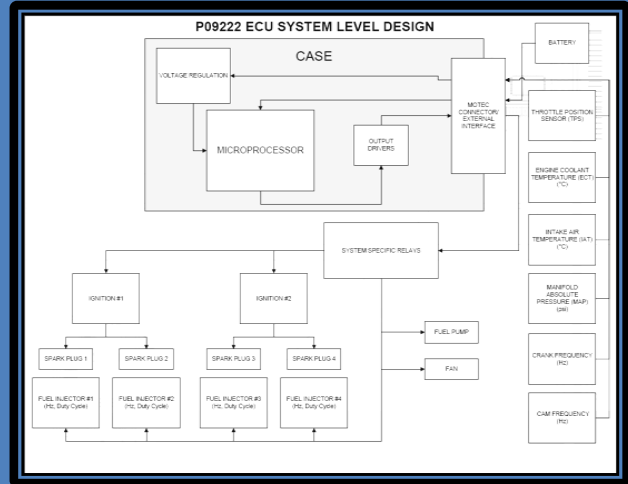 P09222 ECU SYSTEM LEVEL DESIGN
CASE
BATTERY
VOLTAGE REGULATION
MOTEC
CONNECTOR/
EXTERNAL
INTERFACE
THROTTLE POSITION
SENSOR (TPS)
MICROPROCESSOR
OUTPUT
DRIVERS
ENGINE COOLANT
TEMPERATURE (ECT)
(°C)
INTAKE AIR
TEMPERATURE (IAT)
(°C)
SYSTEM SPECIFIC RELAYS
IGNITION #1
IGNITION #2
MANIFOLD
ABSOLUTE
PRESSURE (MAP)
(psi)
FUEL PUMP
SPARK PLUG 1
SPARK PLUG 2
SPARK PLUG 3
SPARK PLUG 4
FAN
CRANK FREQUENCY
(Hz)
FUEL INJECTOR #1
(Hz, Duty Cycle)
FUEL INJECTOR #2
(Hz, Duty Cycle)
FUEL INJECTOR #3
(Hz, Duty Cycle)
FUEL INJECTOR #4
(Hz, Duty Cycle)
CAM FREQUENCY
(Hz)